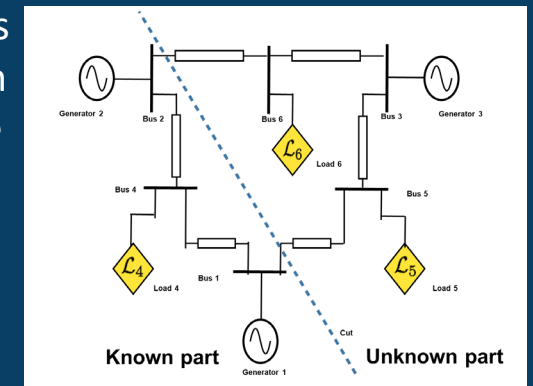 s
n
Generator 2
Bus 2
Bus 6
Bus 3
Generator 3
ℒ6
Load 6
Bus 4
Bus 5
ℒ4
Load 4
Bus 1
ℒ5
Load 5
Cut
Known part
Unknown part
Generator 1